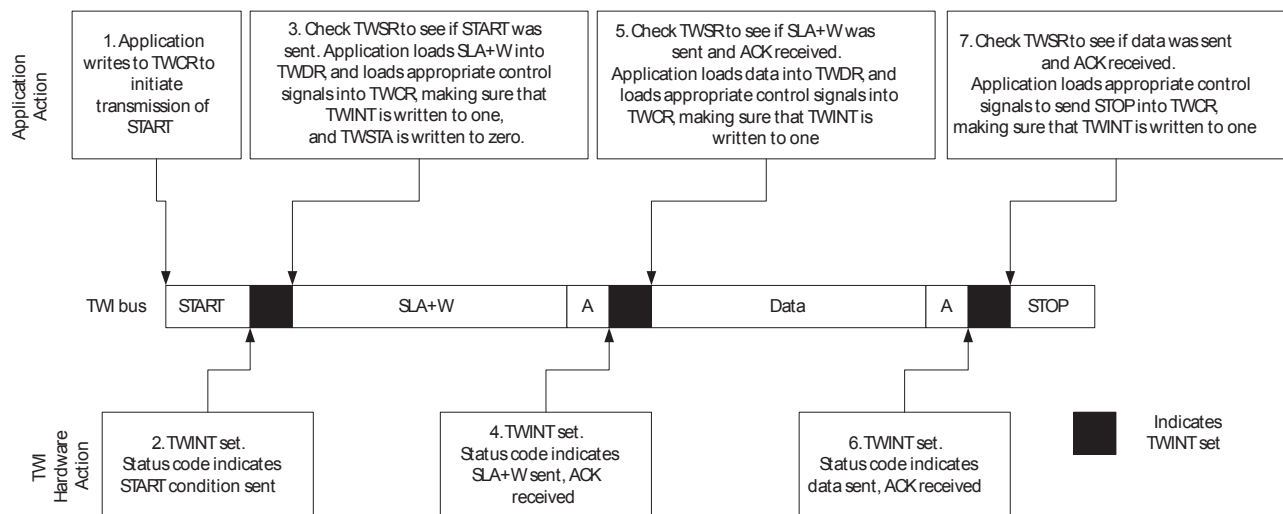 Application
Action
1. Application
writes to TWCR to
initiate
transmission of
START
3. Check TWSR to see if START was
sent. Application loads SLA+W into
TWDR, and loads appropriate control
signals into TWCR, making sure that
TWINT is written to one,
and TWSTA is written to zero.
5. Check TWSR to see if SLA+W was
sent and ACK received.
Application loads data into TWDR, and
loads appropriate control signals into
TWCR, making sure that TWINT is
written to one
7. Check TWSR to see if data was sent
and ACK received.
Application loads appropriate control
signals to send STOP into TWCR,
making sure that TWINT is written to one
TWI bus
START
SLA+W
A
Data
A
STOP
TWI
Hardware
Action
2. TWINT set.
Status code indicates
START condition sent
4. TWINT set.
Status code indicates
SLA+W sent, ACK
received
6. TWINT set.
Status code indicates
data sent, ACK received
Indicates
TWINT set